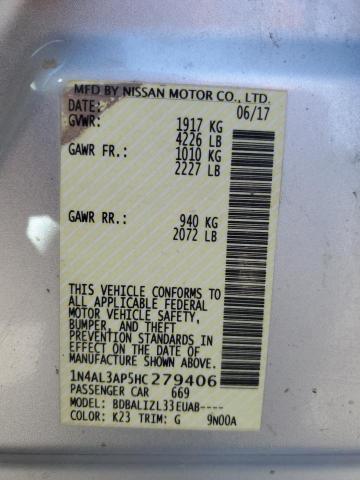 MFD BY NISSAN MOTOR CO., LTD.
DATE: 06/17
GVWR: 1917 KG
4226 LB
GAWR FR.: 1010 KG
2227 LB
GAWR RR.: 940 KG
2072 LB
THIS VEHICLE CONFORMS TO
ALL APPLICABLE FEDERAL
MOTOR VEHICLE SAFETY,
BUMPER, AND THEFT
PREVENTION STANDARDS IN
EFFECT ON THE DATE OF
MANUFACTURE SHOWN ABOVE.
1N4AL3AP5HC279406
PASSENGER CAR 669
MODEL: BDBALIZL33EUAB----
COLOR: K23 TRIM: G 9N00A